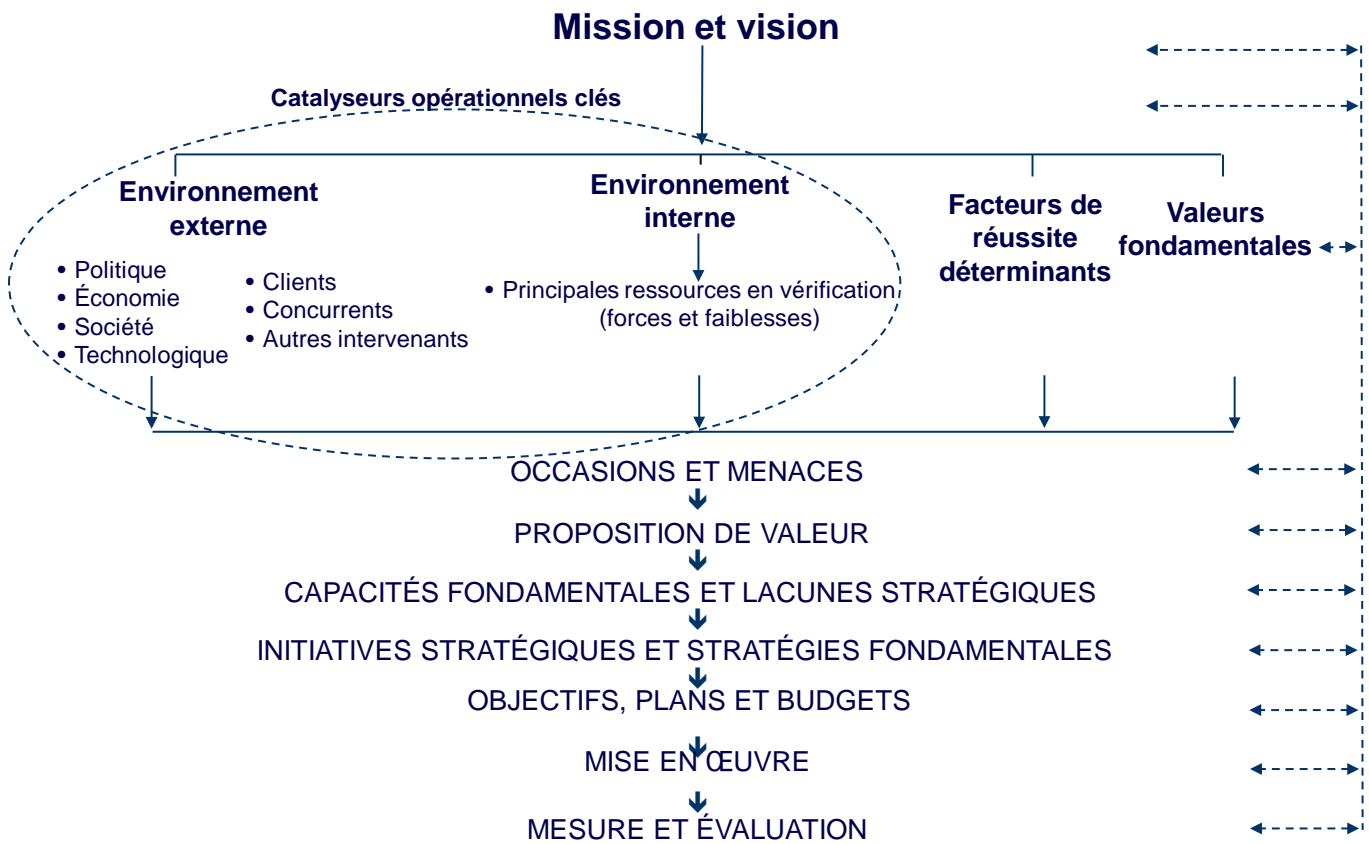 Mission et vision
Catalyseurs opérationnels clés
Environnement
externe
• Politique
• Économie
• Société
• Technologique
• Clients
• Concurrents
• Autres intervenants
Environnement
interne
• Principales ressources en vérification
(forces et faiblesses)
Facteurs de
réussite
déterminants
Valeurs
fondamentales
OCCASIONS ET MENACES
PROPOSITION DE VALEUR
CAPACITÉS FONDAMENTALES ET LACUNES STRATÉGIQUES
INITIATIVES STRATÉGIQUES ET STRATÉGIES FONDAMENTALES
OBJECTIFS, PLANS ET BUDGETS
MISE EN ŒUVRE
MESURE ET ÉVALUATION